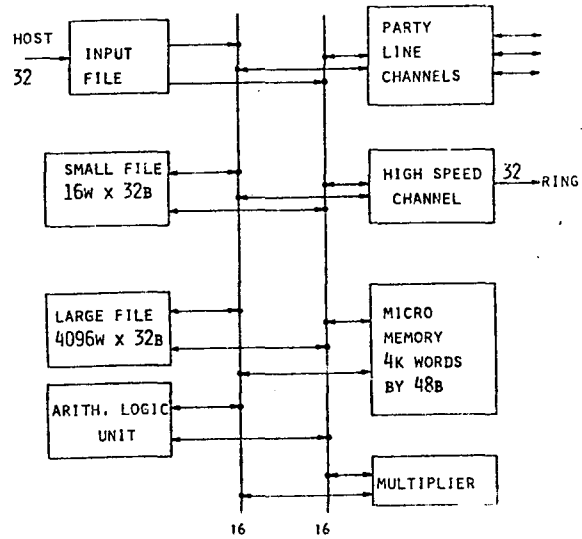 HOST
32
INPUT
FILE
PARTY
LINE
CHANNELS
SMALL FILE
16W X 32B
HIGH SPEED
CHANNEL
32
RING
LARGE FILE
4096W X 32B
MICRO
MEMORY
4K WORDS
BY 48B
ARITH. LOGIC
UNIT
MULTIPLIER
16
16